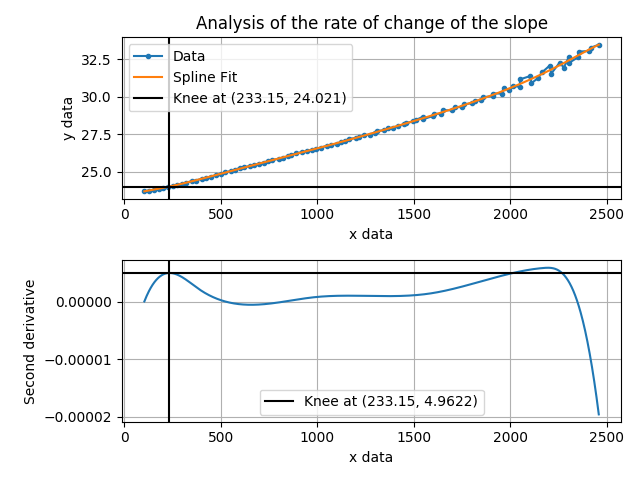 Analysis of the rate of change of the slope
y data
32.5
30.0
27.5
25.0
Data
Spline Fit
Knee at (233.15, 24.021)
0
500
1000
1500
2000
2500
x data
Second derivative
0.00000
−0.00001
−0.00002
Knee at (233.15, 4.9622)
0
500
1000
1500
2000
2500
x data